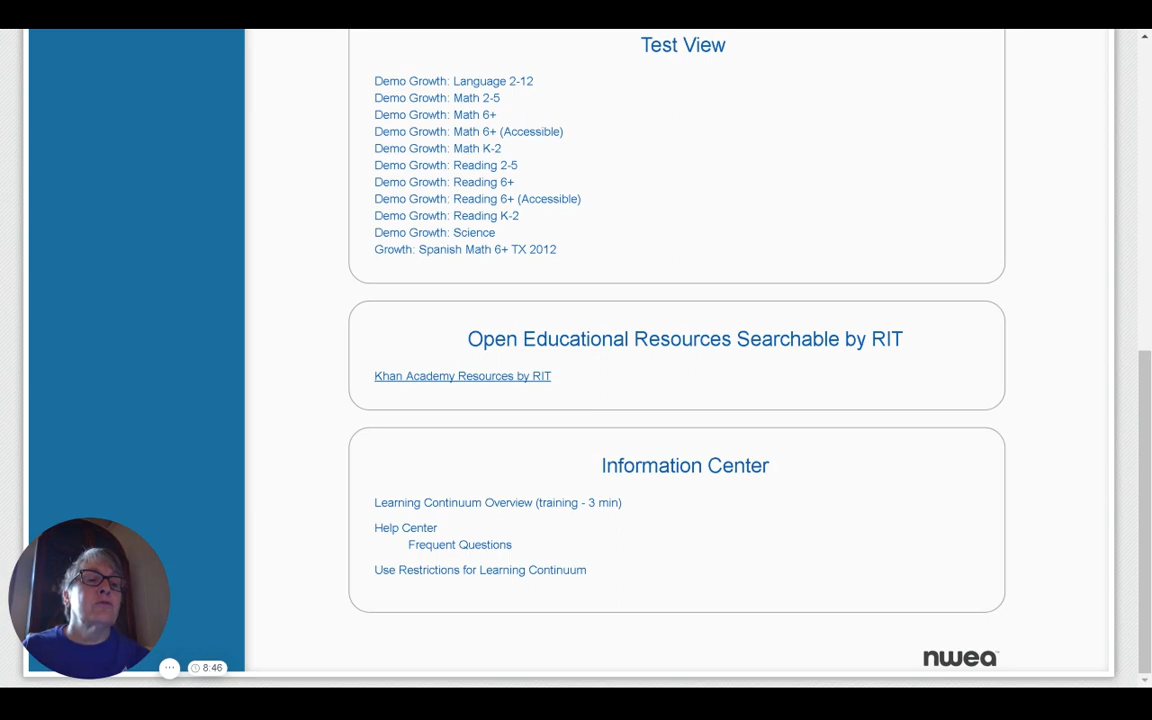 Test View
Demo Growth: Language 2-12
Demo Growth: Math 2-5
Demo Growth: Math 6+
Demo Growth: Math 6+ (Accessible)
Demo Growth: Math K-2
Demo Growth: Reading 2-5
Demo Growth: Reading 6+
Demo Growth: Reading 6+ (Accessible)
Demo Growth: Reading K-2
Demo Growth: Science
Growth: Spanish Math 6+ TX 2012
Open Educational Resources Searchable by RIT
Khan Academy Resources by RIT
Information Center
Learning Continuum Overview (training - 3 min)
Help Center
Frequent Questions
Use Restrictions for Learning Continuum
nwea
8:46